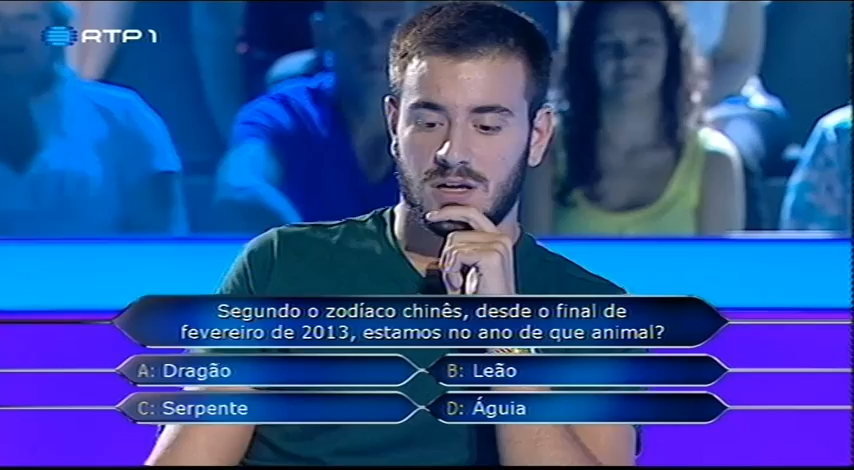 RTP 1
Segundo o zodíaco chinês, desde o final de
fevereiro de 2013, estamos no ano de que animal?
A: Dragão
B: Leão
C: Serpente
D: Águia